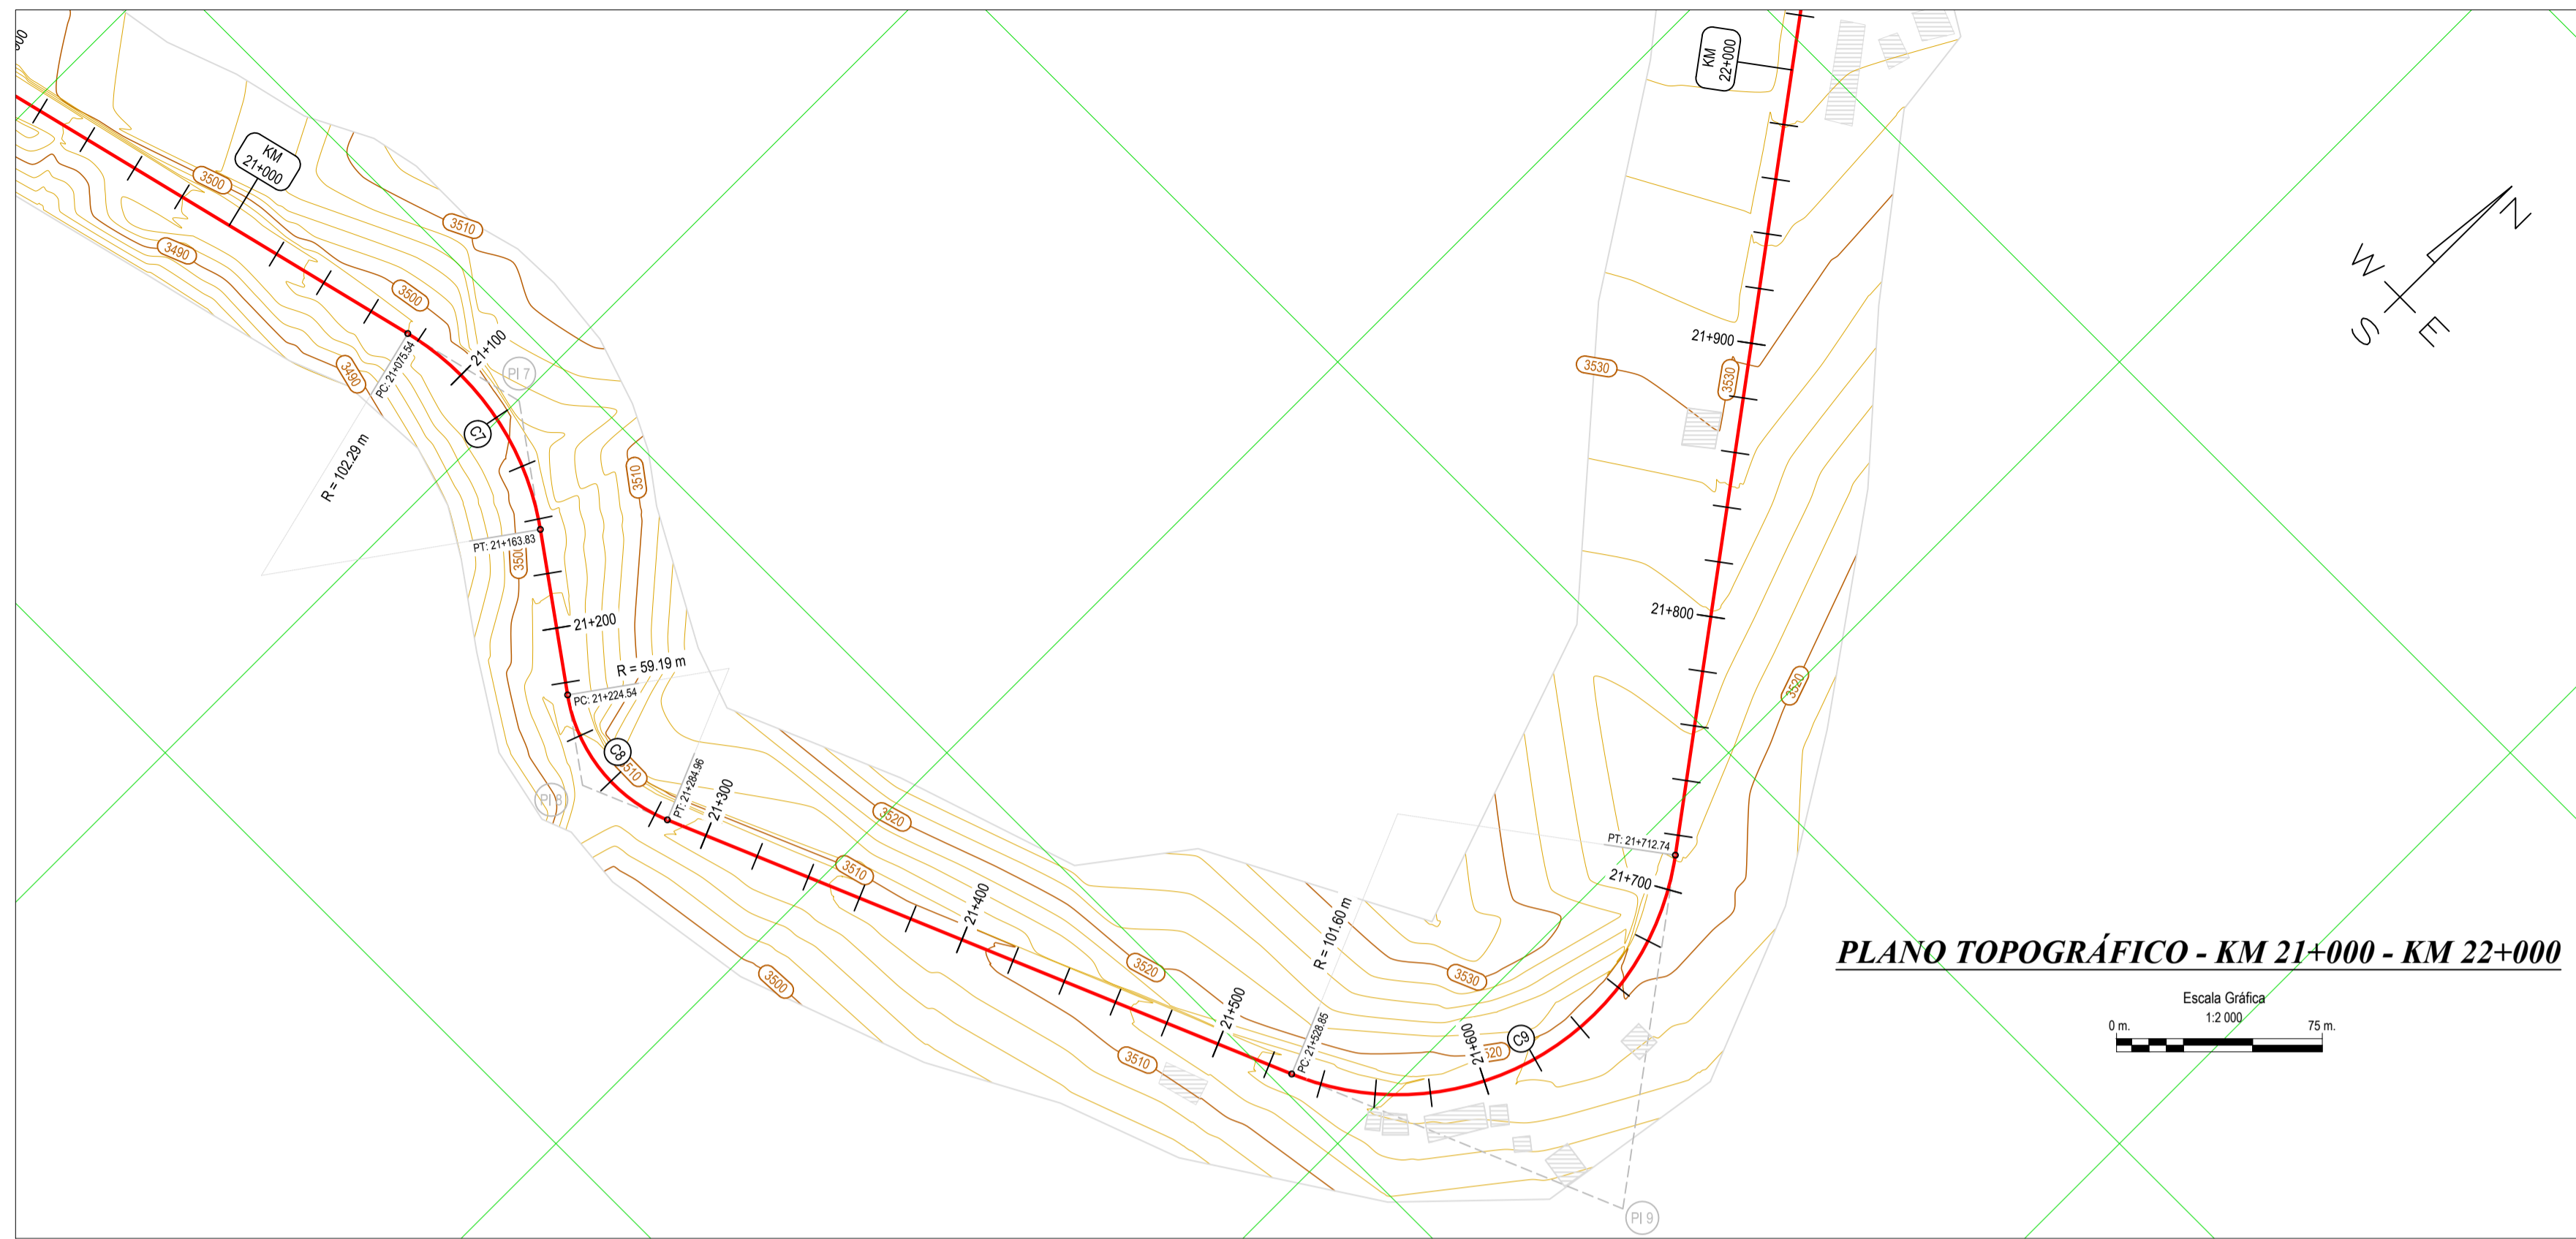 KM
21+000
3500
3490
3510
3500
3490
PC: 21+075.54
21+100
PI 7
C7
R = 102.29 m
3510
PT: 21+163.83
3500
21+200
R = 59.19 m
PC: 21+224.54
C8
3510
PI 8
PT: 21+284.96
21+300
3520
3510
3500
21+400
3520
3510
21+500
PC: 21+528.85
R = 101.60 m
3530
21+600
C9
PI 9
21+700
PT: 21+712.74
3520
21+800
3530
3530
21+900
KM
22+000
N
W
S
E
PLANO TOPOGRÁFICO - KM 21+000 - KM 22+000
Escala Gráfica
1:2 000
0 m.
75 m.